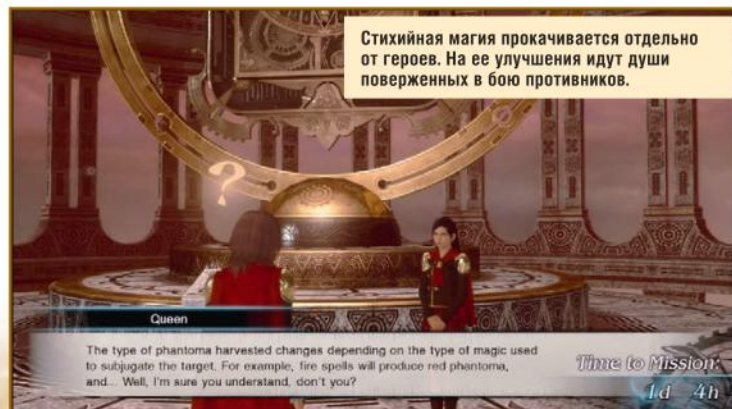 Стихийная магия прокачивается отдельно
от героев. На ее улучшения идут души
поверженных в бою противников.
?
Queen
The type of phantoma harvested changes depending on the type of magic used
to subjugate the target. For example, fire spells will produce red phantoma,
and... Well, I'm sure you understand, don't you?
Time to Mission:
1d 4h